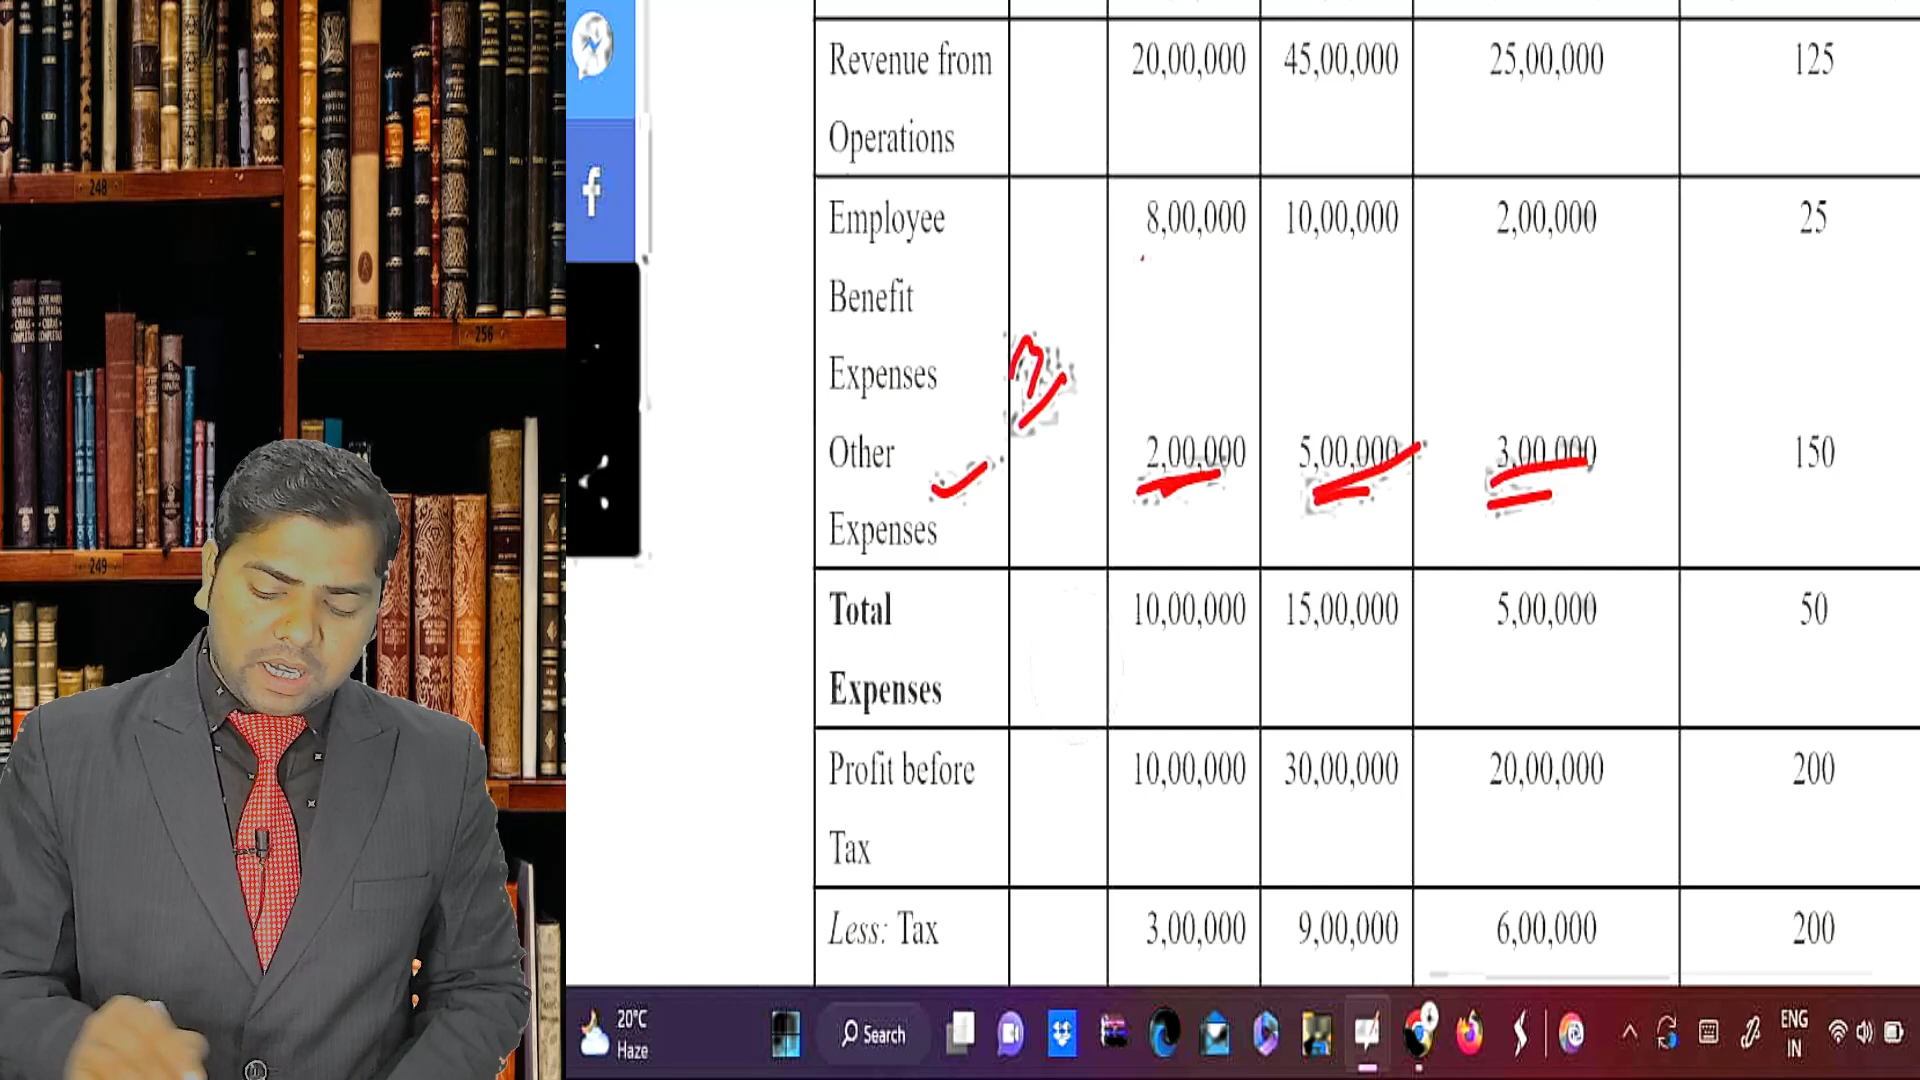 Revenue from 20,00,000 45,00,000 25,00,000 125
Operations
Employee 8,00,000 10,00,000 2,00,000 25
Benefit
Expenses
Other 2,00,000 5,00,000 3,00,000 150
Expenses
Total 10,00,000 15,00,000 5,00,000 50
Expenses
Profit before 10,00,000 30,00,000 20,00,000 200
Tax
Less: Tax 3,00,000 9,00,000 6,00,000 200
248
256
249
20°C
Haze
Search
ENG
IN